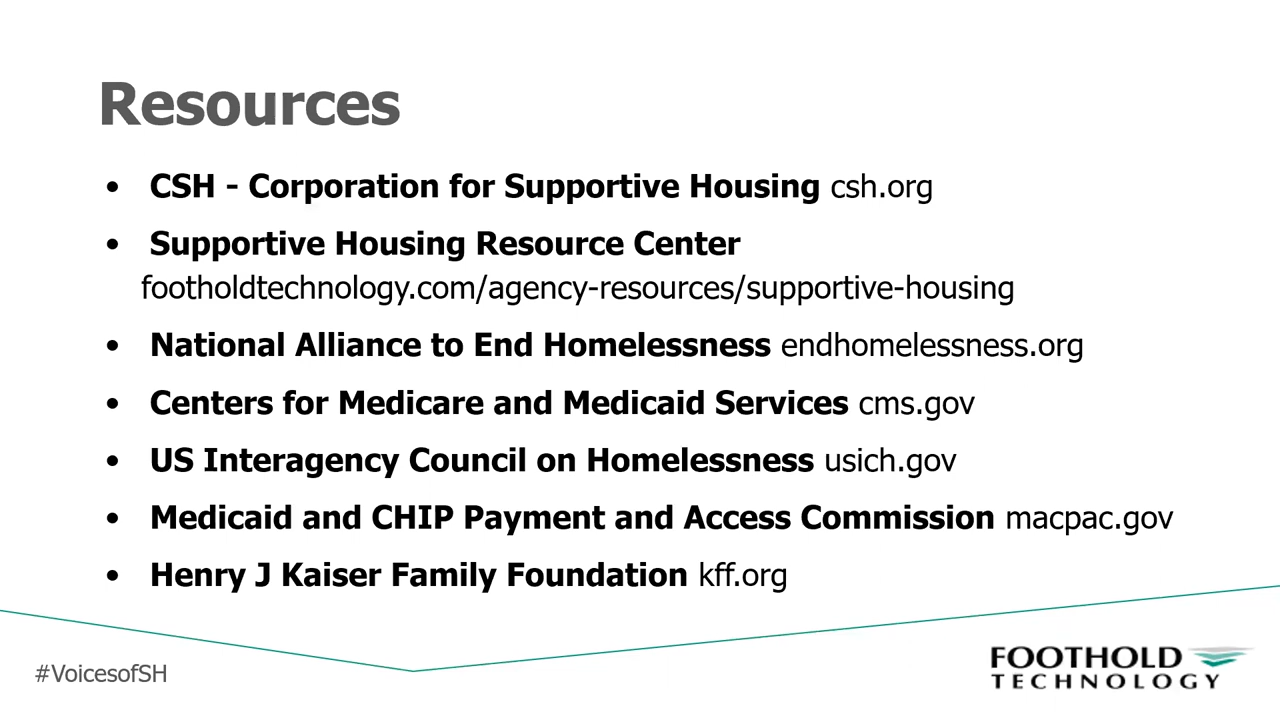 Resources
• CSH - Corporation for Supportive Housing csh.org
• Supportive Housing Resource Center
footholdtechnology.com/agency-resources/supportive-housing
• National Alliance to End Homelessness endhomelessness.org
• Centers for Medicare and Medicaid Services cms.gov
• US Interagency Council on Homelessness usich.gov
• Medicaid and CHIP Payment and Access Commission macpac.gov
• Henry J Kaiser Family Foundation kff.org
#VoicesofSH
FOOTHOLD
TECHNOLOGY